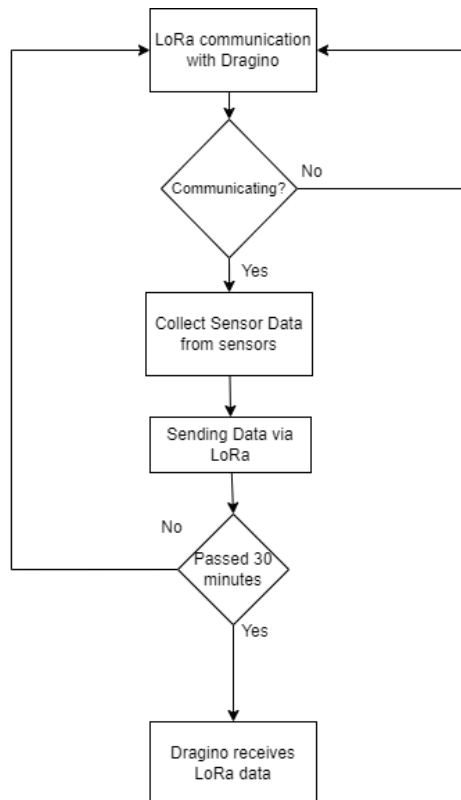 LoRa communication
with Dragino
Communicating?
No
Yes
Collect Sensor Data
from sensors
Sending Data via
LoRa
No
Passed 30
minutes
Yes
Dragino receives
LoRa data